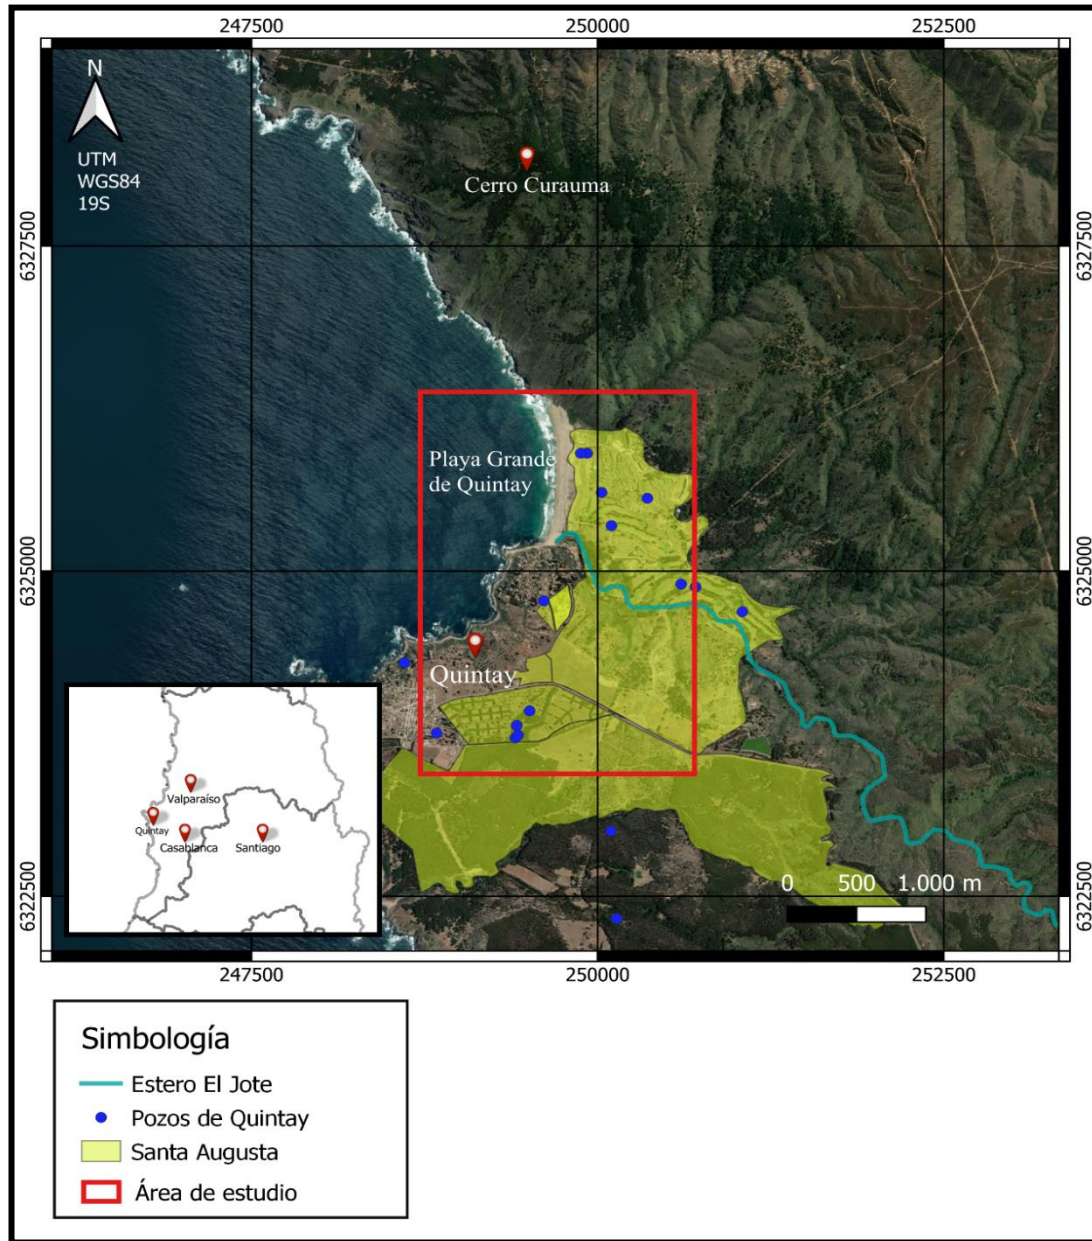 247500
250000
252500
N
UTM
WGS84
19S
Cerro Curauma
6327500
6327500
Playa Grande
de Quintay
6325000
6325000
Quintay
Valparaíso
Quintay
Casablanca
Santiago
0 500 1.000 m
6322500
6322500
247500
250000
252500
Simbología
Estero El Jote
Pozos de Quintay
Santa Augusta
Área de estudio